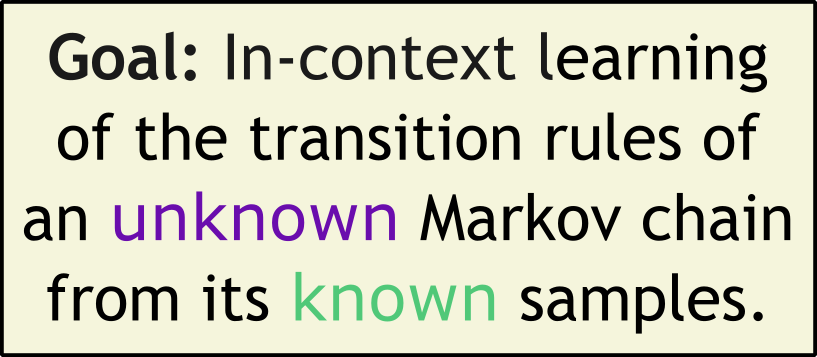 Goal: In-context learning
of the transition rules of
an unknown Markov chain
from its known samples.